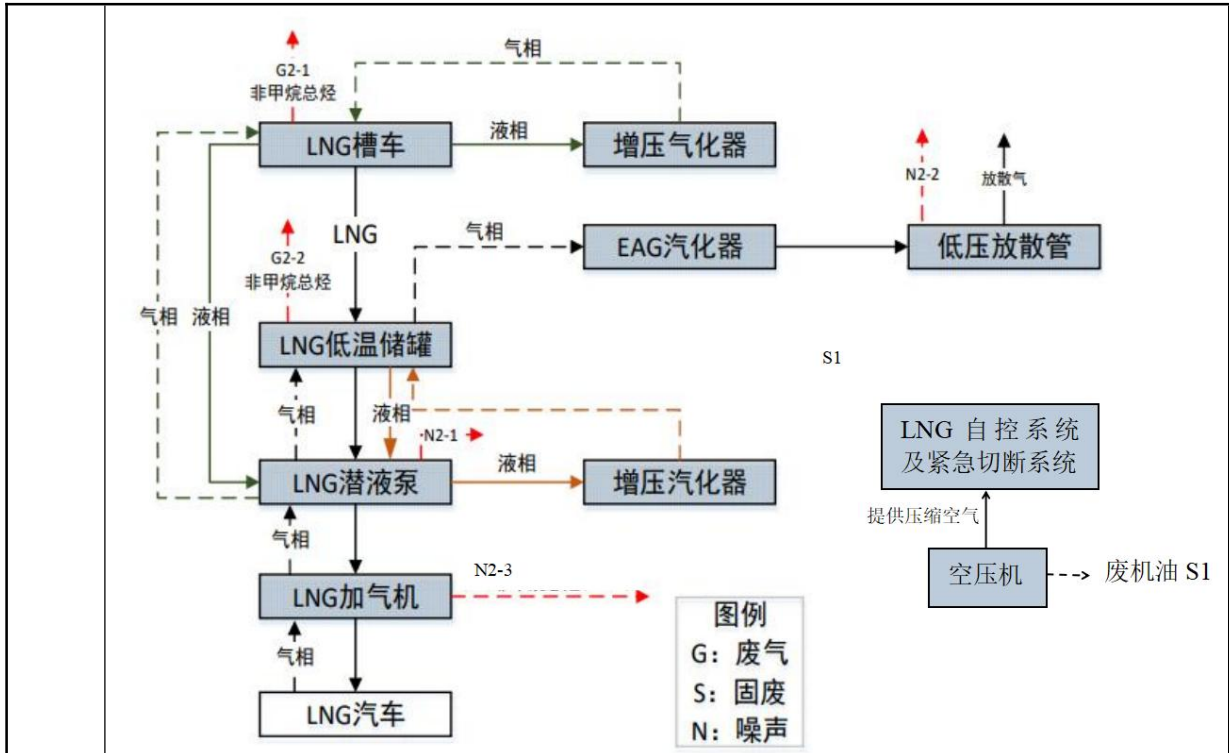 气相
G2-1
非甲烷总烃
LNG槽车
液相
增压气化器
N2-2
放散气
LNG
气相
EAG汽化器
低压放散管
G2-2
非甲烷总烃
气相
液相
LNG低温储罐
S1
气相
液相
N2-1
LNG 自控系统
及紧急切断系统
LNG潜液泵
液相
增压汽化器
提供压缩空气
气相
N2-3
空压机
废机油 S1
LNG加气机
图例
G：废气
S：固废
N：噪声
气相
LNG汽车